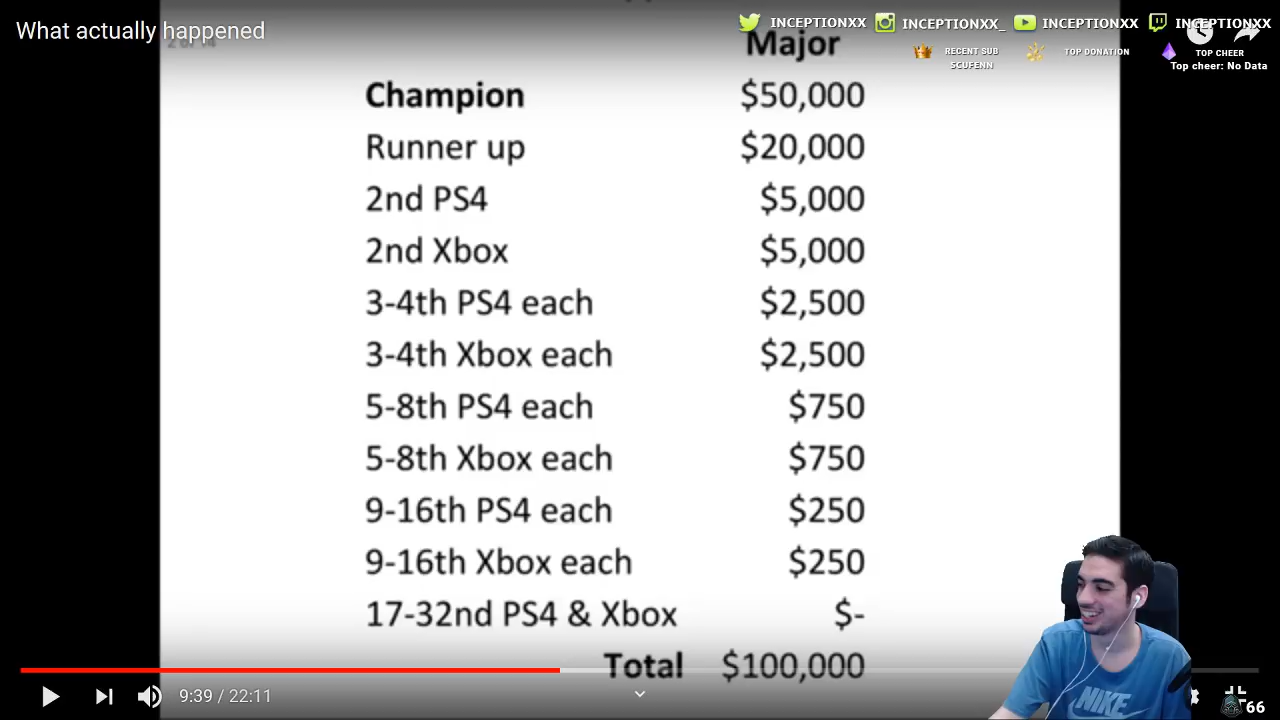 What actually happened
INCEPTIONXX INCEPTIONXX_ INCEPTIONXX INCEPTIONXX
RECENT SUB
SCUFENN
TOP DONATION
TOP CHEER
Top cheer: No Data
Major
Champion $50,000
Runner up $20,000
2nd PS4 $5,000
2nd Xbox $5,000
3-4th PS4 each $2,500
3-4th Xbox each $2,500
5-8th PS4 each $750
5-8th Xbox each $750
9-16th PS4 each $250
9-16th Xbox each $250
17-32nd PS4 & Xbox $-
Total $100,000
NIKE
9:39 / 22:11
66